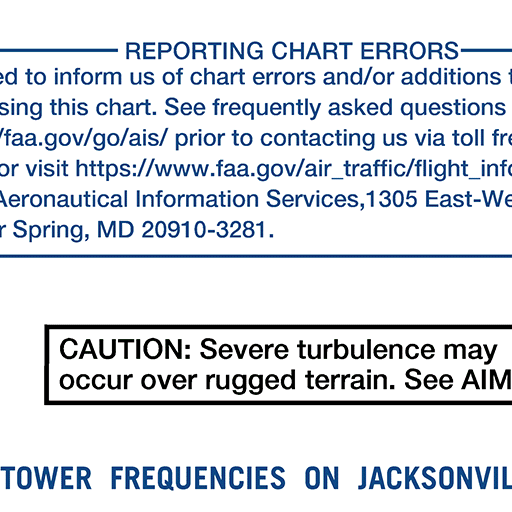 REPORTING CHART ERRORS
ed to inform us of chart errors and/or additions
sing this chart. See frequently asked questions
/faa.gov/go/ais/ prior to contacting us via toll fre
or visit https://www.faa.gov/air_traffic/flight_info
Aeronautical Information Services,1305 East-We
r Spring, MD 20910-3281.
CAUTION: Severe turbulence may
occur over rugged terrain. See AIM
TOWER FREQUENCIES ON JACKSONVIL